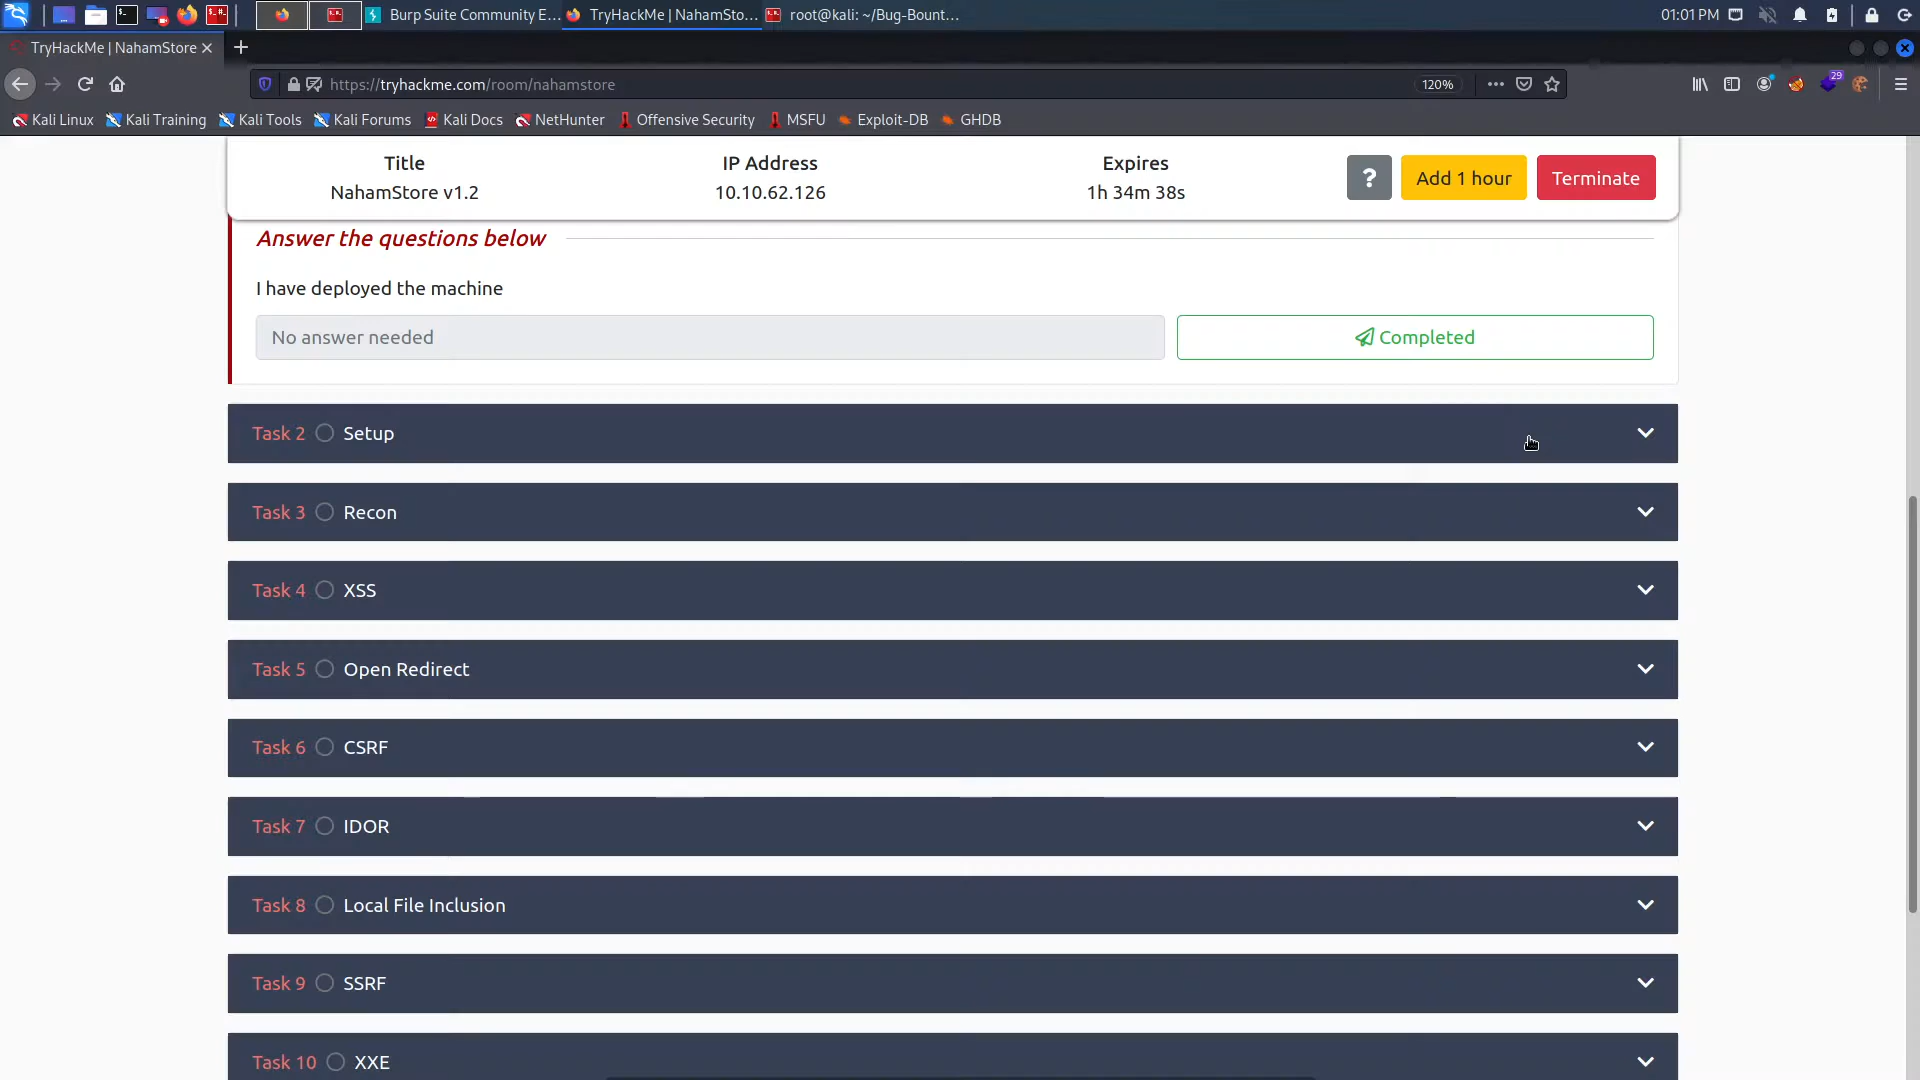 Burp Suite Community E... TryHackMe | NahamSto... root@kali: ~/Bug-Bount... 01:01 PM
TryHackMe | NahamStore
https://tryhackme.com/room/nahamstore 120% 29
Kali Linux Kali Training Kali Tools Kali Forums Kali Docs NetHunter Offensive Security MSFU Exploit-DB GHDB
Title IP Address Expires
NahamStore v1.2 10.10.62.126 1h 34m 38s ? Add 1 hour Terminate
Answer the questions below
I have deployed the machine
No answer needed Completed
Task 2 Setup
Task 3 Recon
Task 4 XSS
Task 5 Open Redirect
Task 6 CSRF
Task 7 IDOR
Task 8 Local File Inclusion
Task 9 SSRF
Task 10 XXE